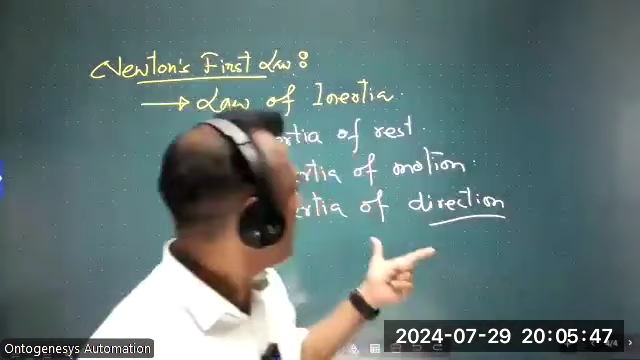 Newton's First Law:
→ Law of Inertia
rtia of rest.
rtia of motion
ertia of direction
2024-07-29 20:05:47
Ontogenesys Automation